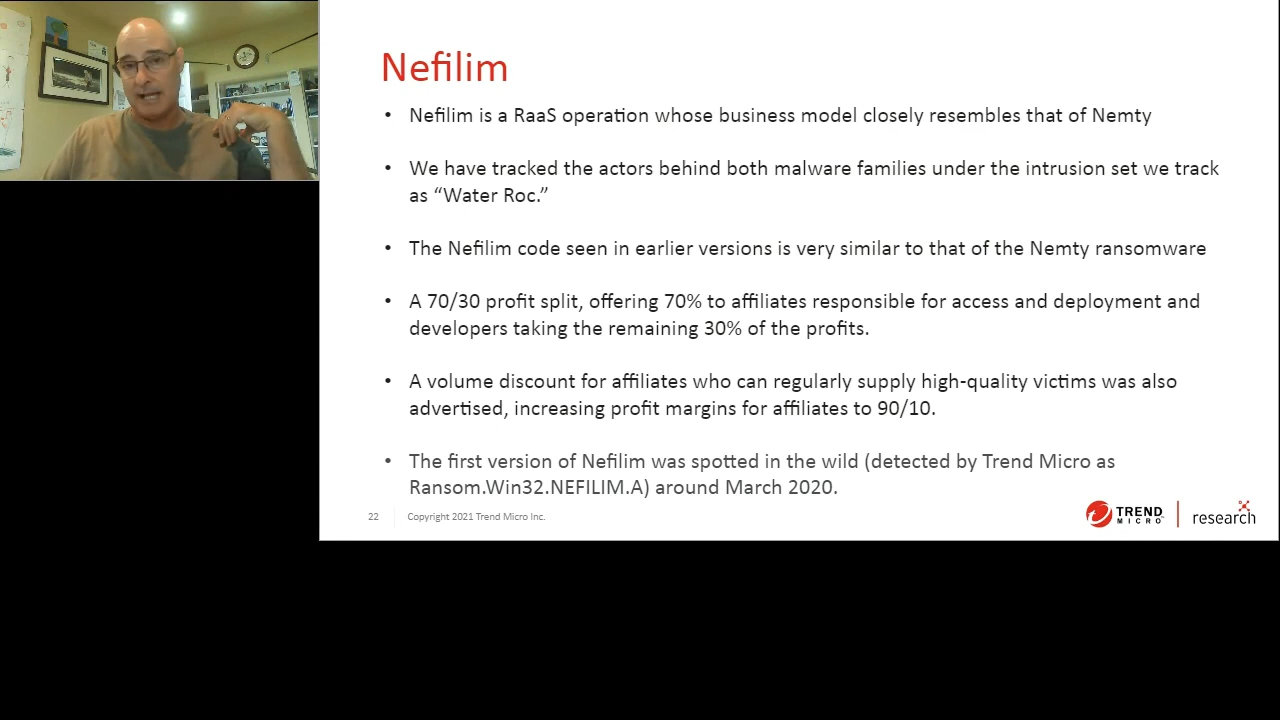 Nefilim
• Nefilim is a RaaS operation whose business model closely resembles that of Nemty
• We have tracked the actors behind both malware families under the intrusion set we track
as “Water Roc.”
• The Nefilim code seen in earlier versions is very similar to that of the Nemty ransomware
• A 70/30 profit split, offering 70% to affiliates responsible for access and deployment and
developers taking the remaining 30% of the profits.
• A volume discount for affiliates who can regularly supply high-quality victims was also
advertised, increasing profit margins for affiliates to 90/10.
• The first version of Nefilim was spotted in the wild (detected by Trend Micro as
Ransom.Win32.NEFILIM.A) around March 2020.
22
Copyright 2021 Trend Micro Inc.
TREND
MICRO
research